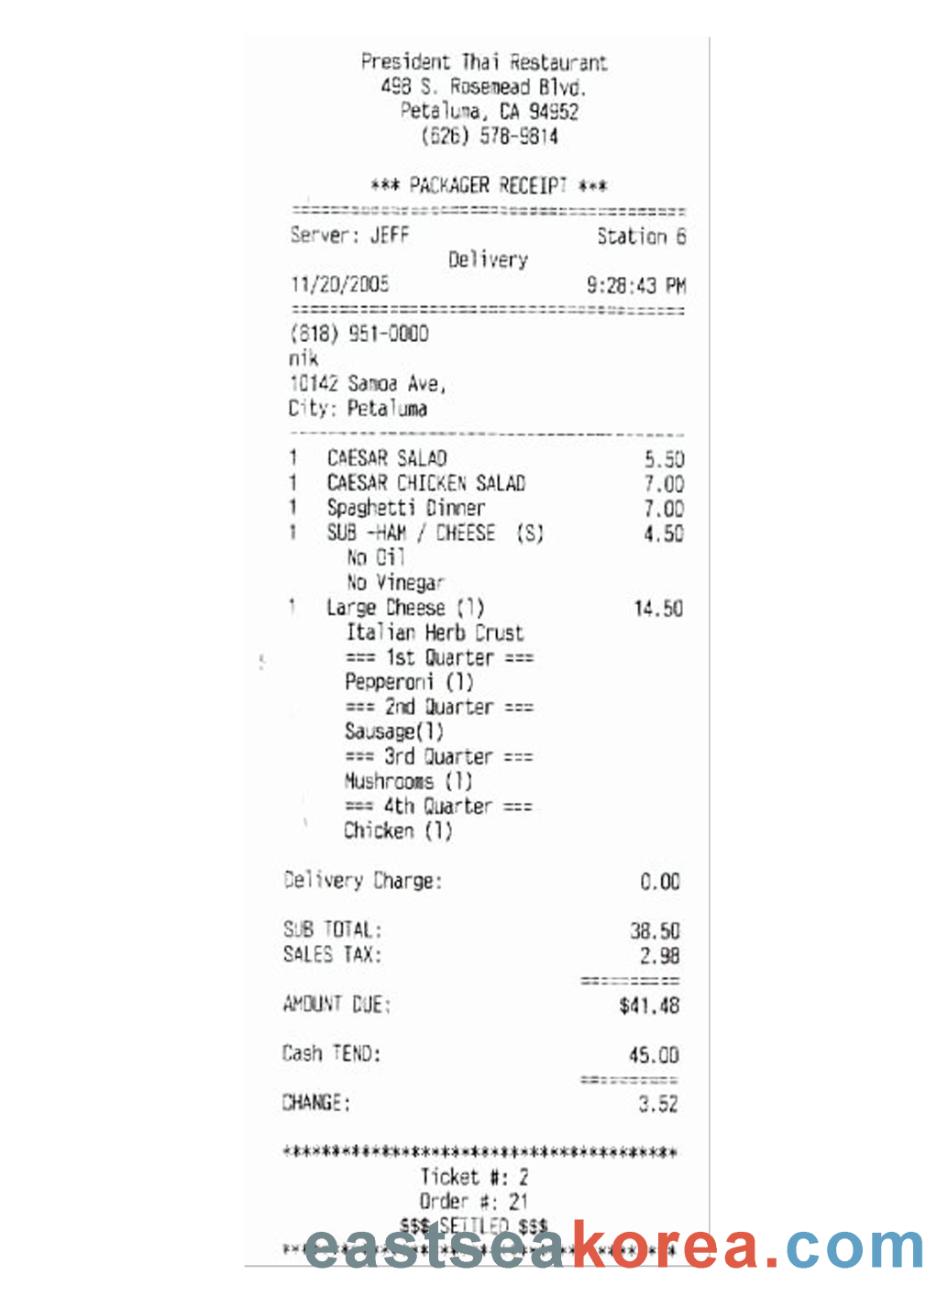 President Thai Restaurant
498 S. Rosemead Blvd.
Petaluma, CA 94952
(626) 578-9814
*** PACKAGER RECEIPT ***
========================================
Server: JEFF Station 6
Delivery
11/20/2005 9:28:43 PM
========================================
(818) 951-0000
nik
10142 Samoa Ave,
City: Petaluma
----------------------------------------
1 CAESAR SALAD 5.50
1 CAESAR CHICKEN SALAD 7.00
1 Spaghetti Dinner 7.00
1 SUB -HAM / CHEESE (S) 4.50
No Oil
No Vinegar
1 Large Cheese (1) 14.50
Italian Herb Crust
=== 1st Quarter ===
Pepperoni (1)
=== 2nd Quarter ===
Sausage(1)
=== 3rd Quarter ===
Mushrooms (1)
=== 4th Quarter ===
Chicken (1)
Delivery Charge: 0.00
SUB TOTAL: 38.50
SALES TAX: 2.98
==========
AMOUNT DUE: $41.48
Cash TEND: 45.00
==========
CHANGE: 3.52
****************************************
Ticket #: 2
Order #: 21
$$$ SETTLED $$$
****************************************
eastseakorea.com